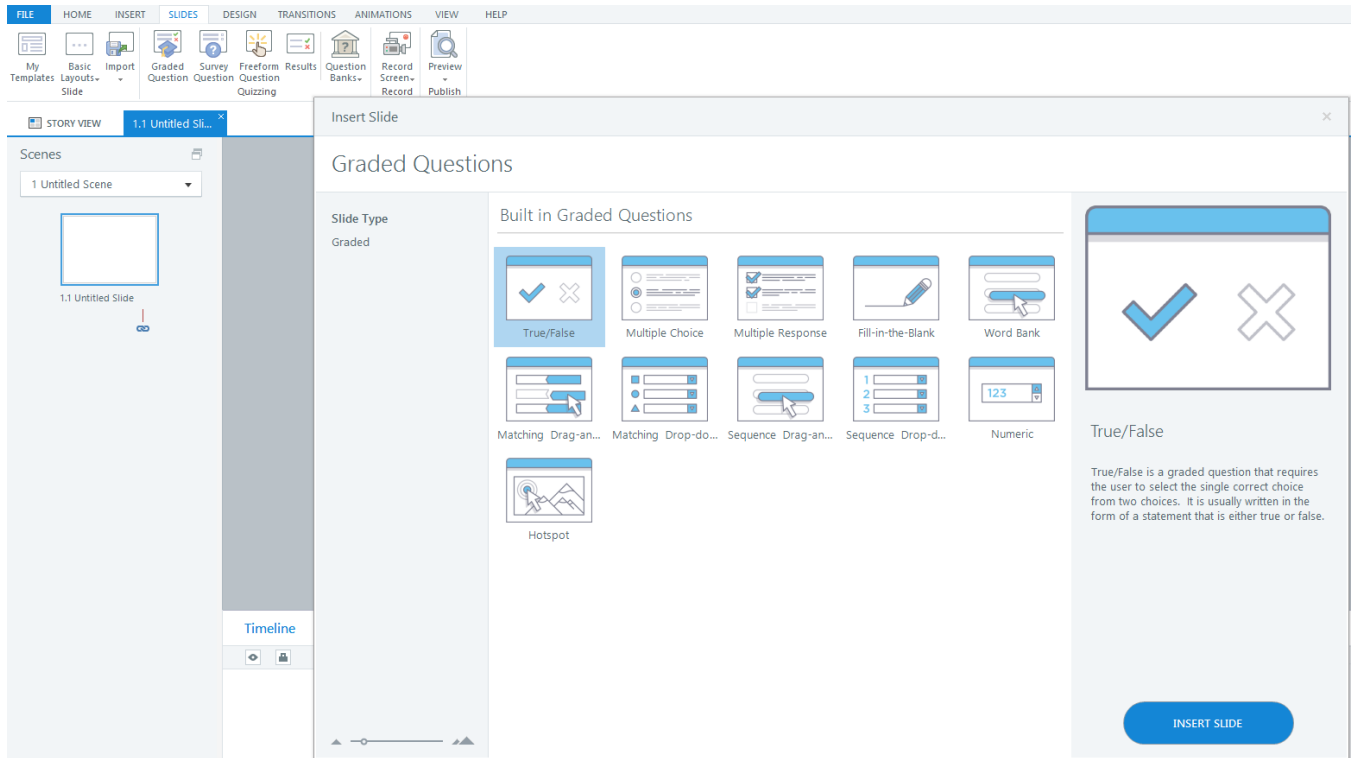 FILE HOME INSERT SLIDES DESIGN TRANSITIONS ANIMATIONS VIEW HELP
My Templates
Basic Layouts
Import
Graded Question
Survey Question
Freeform Question
Results
Question Banks
Record Screen
Preview
Slide Quizzing Record Publish
STORY VIEW 1.1 Untitled Sli...
Scenes
1 Untitled Scene
1.1 Untitled Slide
Timeline
Insert Slide
Graded Questions
Slide Type
Graded
Built in Graded Questions
True/False Multiple Choice Multiple Response Fill-in-the-Blank Word Bank
Matching Drag-an... Matching Drop-do... Sequence Drag-an... Sequence Drop-d... Numeric
1
2
3
123
Hotspot
True/False
True/False is a graded question that requires
the user to select the single correct choice
from two choices. It is usually written in the
form of a statement that is either true or false.
INSERT SLIDE